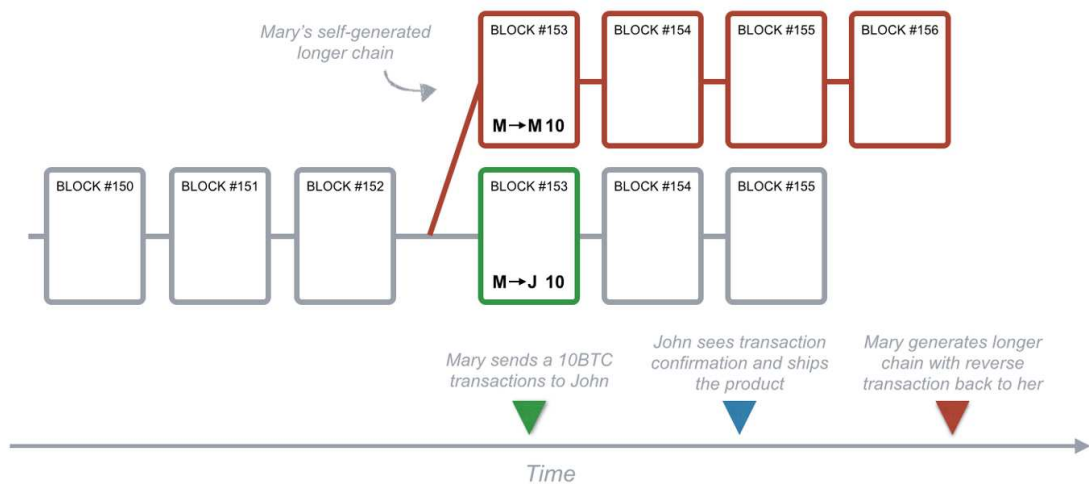 Mary's self-generated
longer chain
BLOCK #153
BLOCK #154
BLOCK #155
BLOCK #156
M→M 10
BLOCK #150
BLOCK #151
BLOCK #152
BLOCK #153
BLOCK #154
BLOCK #155
M→J 10
Mary sends a 10BTC
transactions to John
John sees transaction
confirmation and ships
the product
Mary generates longer
chain with reverse
transaction back to her
Time